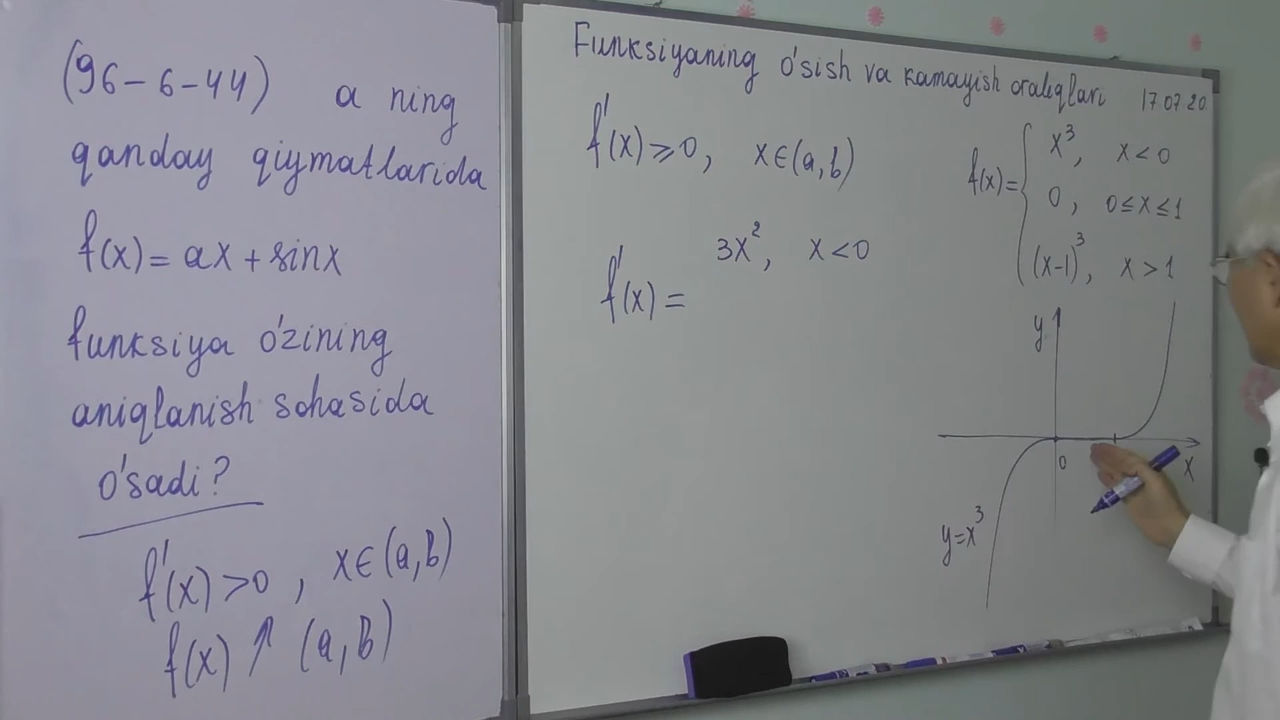 (96-6-44) a ning
qanday qiymatlarida
f(x)=ax+sinx
funksiya o'zining
aniqlanish sohasida
o'sadi?
f'(x)>0, x∈(a,b)
f(x)↑(a,b)
Funksiyaning o'sish va kamayish oraliqlari 17.07.20.
f'(x)≥0, x∈(a,b)
3x², x<0
f'(x)=
f(x)={
x³, x<0
0, 0≤x≤1
(x-1)³, x>1
y
0
x
y=x³